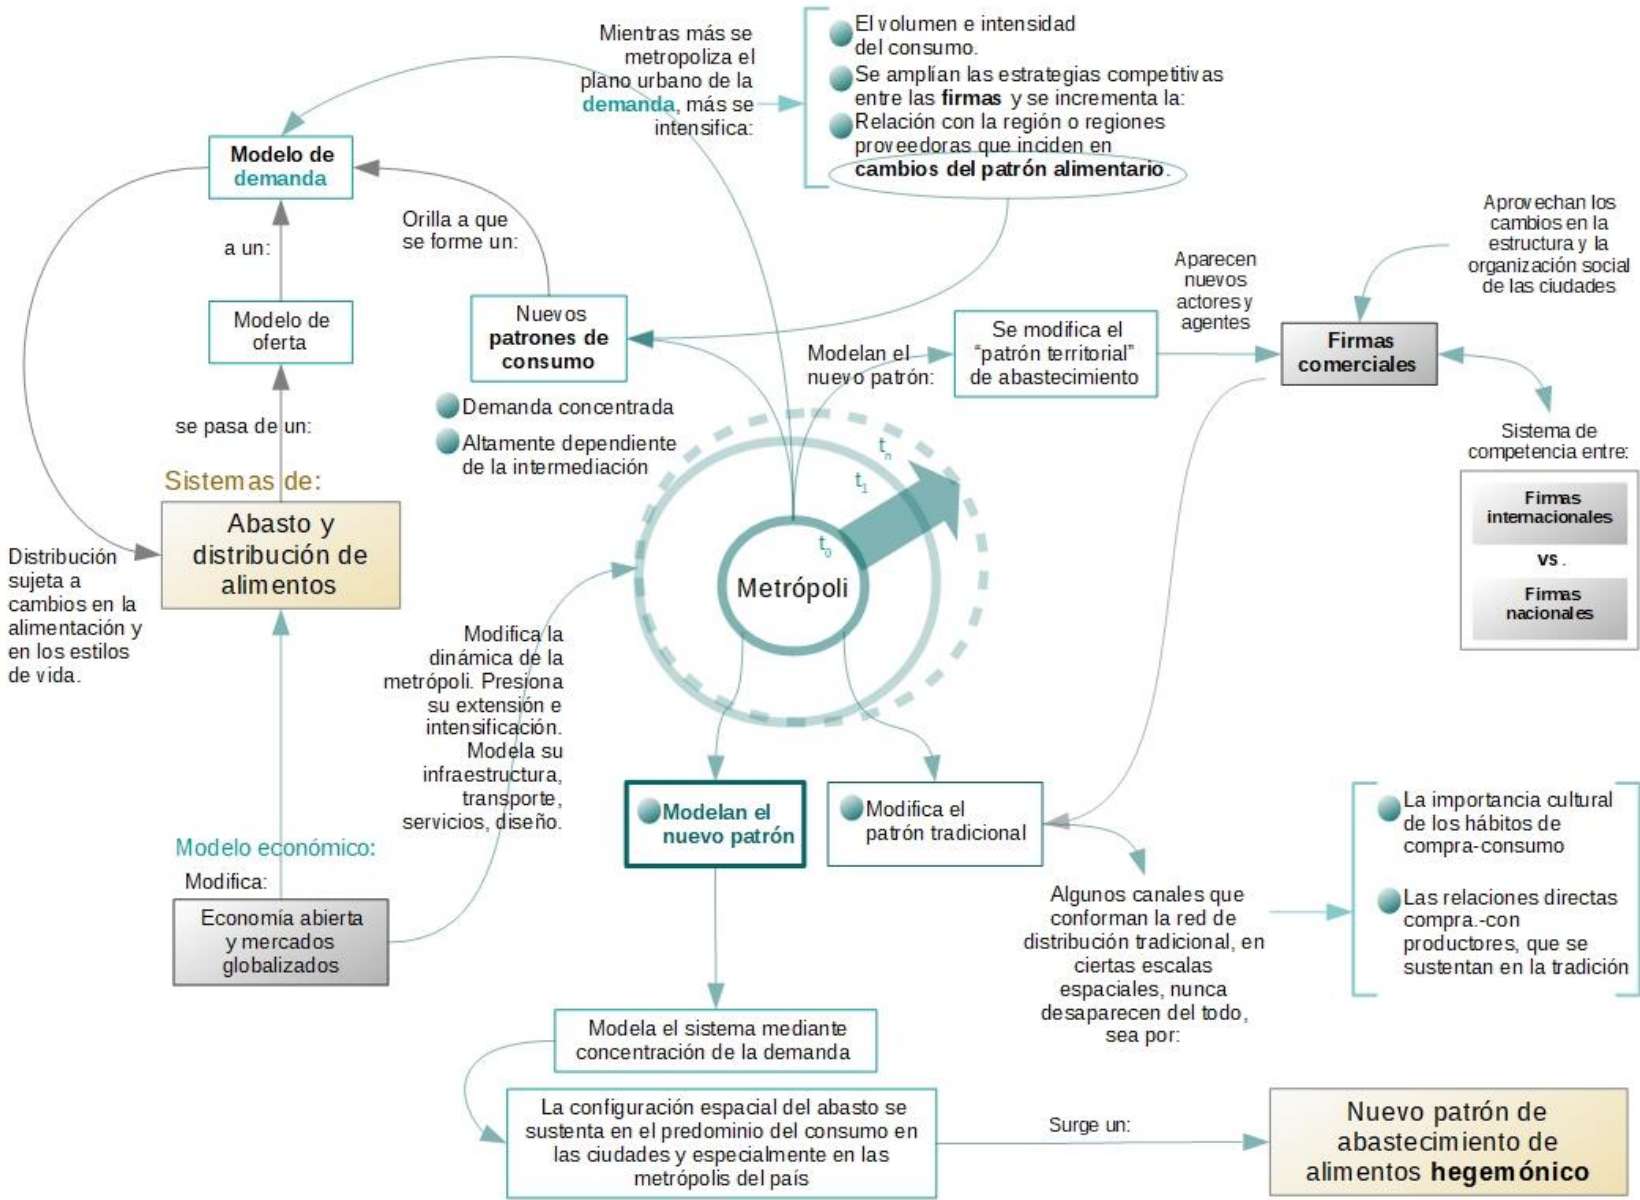 Mientras más se
metropoliza el
plano urbano de la
demanda, más se
intensifica:
El volumen e intensidad
del consumo.
Se amplían las estrategias competitivas
entre las firmas y se incrementa la:
Relación con la región o regiones
proveedoras que inciden en
cambios del patrón alimentario.
Modelo de
demanda
Orilla a que
se forme un:
a un:
Modelo de
oferta
Nuevos
patrones de
consumo
Demanda concentrada
Altamente dependiente
de la intermediación
se pasa de un:
Sistemas de:
Abasto y
distribución de
alimentos
Distribución
sujeta a
cambios en la
alimentación y
en los estilos
de vida.
Modelan el
nuevo patrón:
Se modifica el
“patrón territorial”
de abastecimiento
Aparecen
nuevos
actores y
agentes
Aprovechan los
cambios en la
estructura y la
organización social
de las ciudades
Firmas
comerciales
Sistema de
competencia entre:
Firmas
internacionales
vs .
Firmas
nacionales
tn
t1
t0
Metrópoli
Modifica la
dinámica de la
metrópoli. Presiona
su extensión e
intensificación.
Modela su
infraestructura,
transporte,
servicios, diseño.
Modelo económico:
Modifica:
Economía abierta
y mercados
globalizados
Modelan el
nuevo patrón
Modifica el
patrón tradicional
Algunos canales que
conforman la red de
distribución tradicional, en
ciertas escalas
espaciales, nunca
desaparecen del todo,
sea por:
La importancia cultural
de los hábitos de
compra-consumo
Las relaciones directas
compra.-con
productores, que se
sustentan en la tradición
Modela el sistema mediante
concentración de la demanda
La configuración espacial del abasto se
sustenta en el predominio del consumo en
las ciudades y especialmente en las
metrópolis del país
Surge un:
Nuevo patrón de
abastecimiento de
alimentos hegemónico